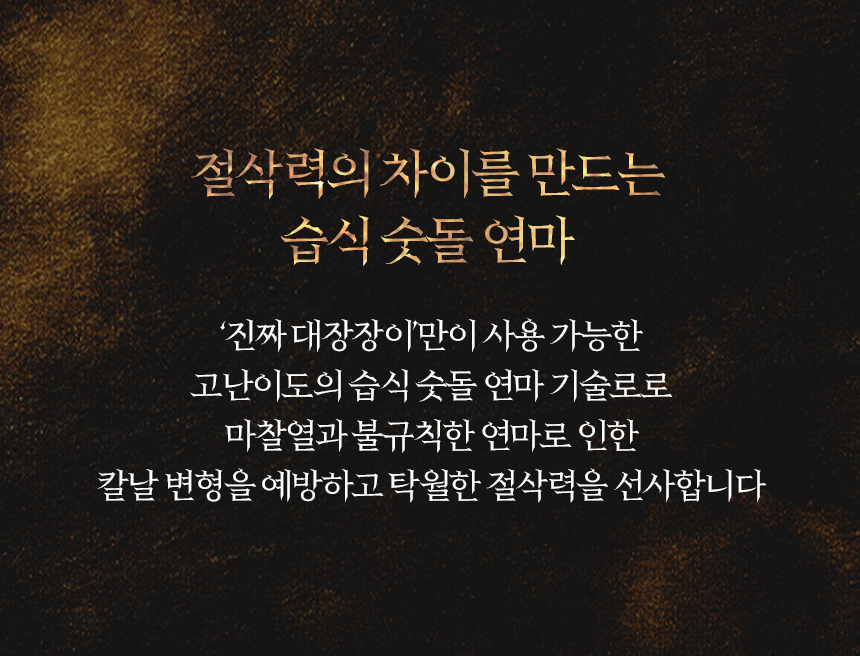 절삭력의 차이를 만드는
습식 숫돌 연마
‘진짜 대장장이’만이 사용 가능한
고난이도의 습식 숫돌 연마 기술로로
마찰열과 불규칙한 연마로 인한
칼날 변형을 예방하고 탁월한 절삭력을 선사합니다